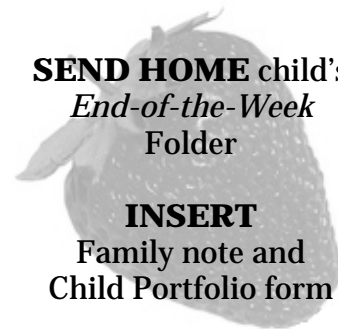 SEND HOME child's
End-of-the-Week
Folder
INSERT
Family note and
Child Portfolio form